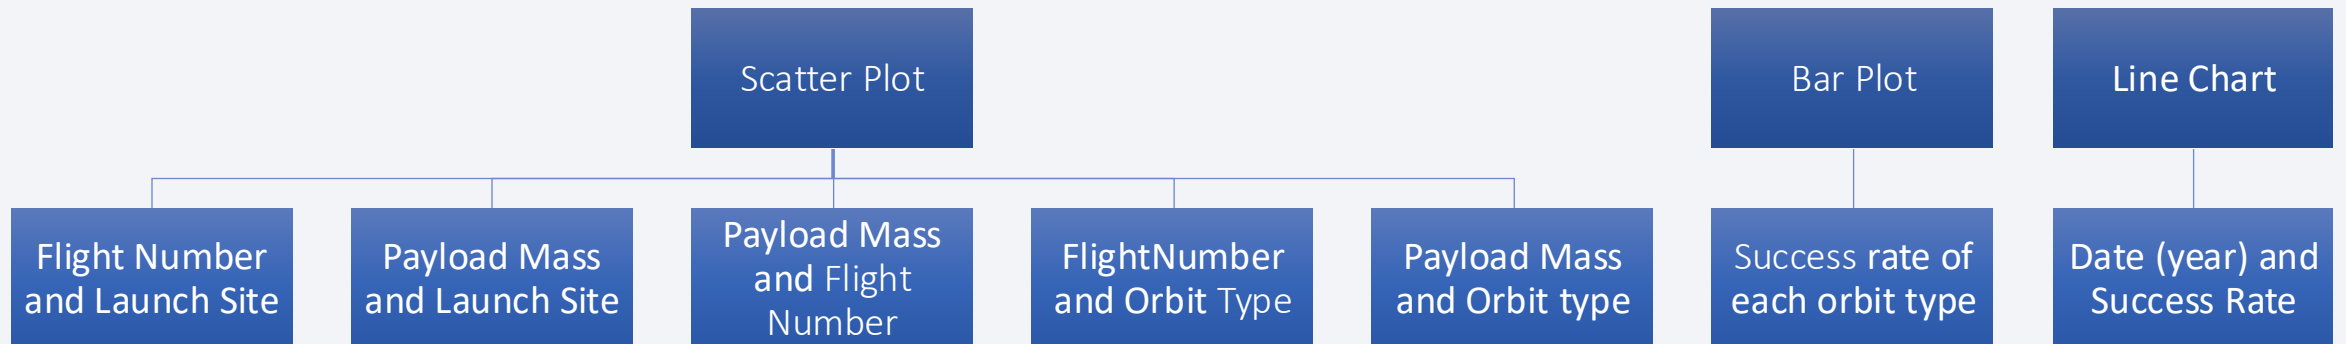 Scatter Plot
Bar Plot
Line Chart
Flight Number
and Launch Site
Payload Mass
and Launch Site
Payload Mass
and Flight
Number
FlightNumber
and Orbit Type
Payload Mass
and Orbit type
Success rate of
each orbit type
Date (year) and
Success Rate